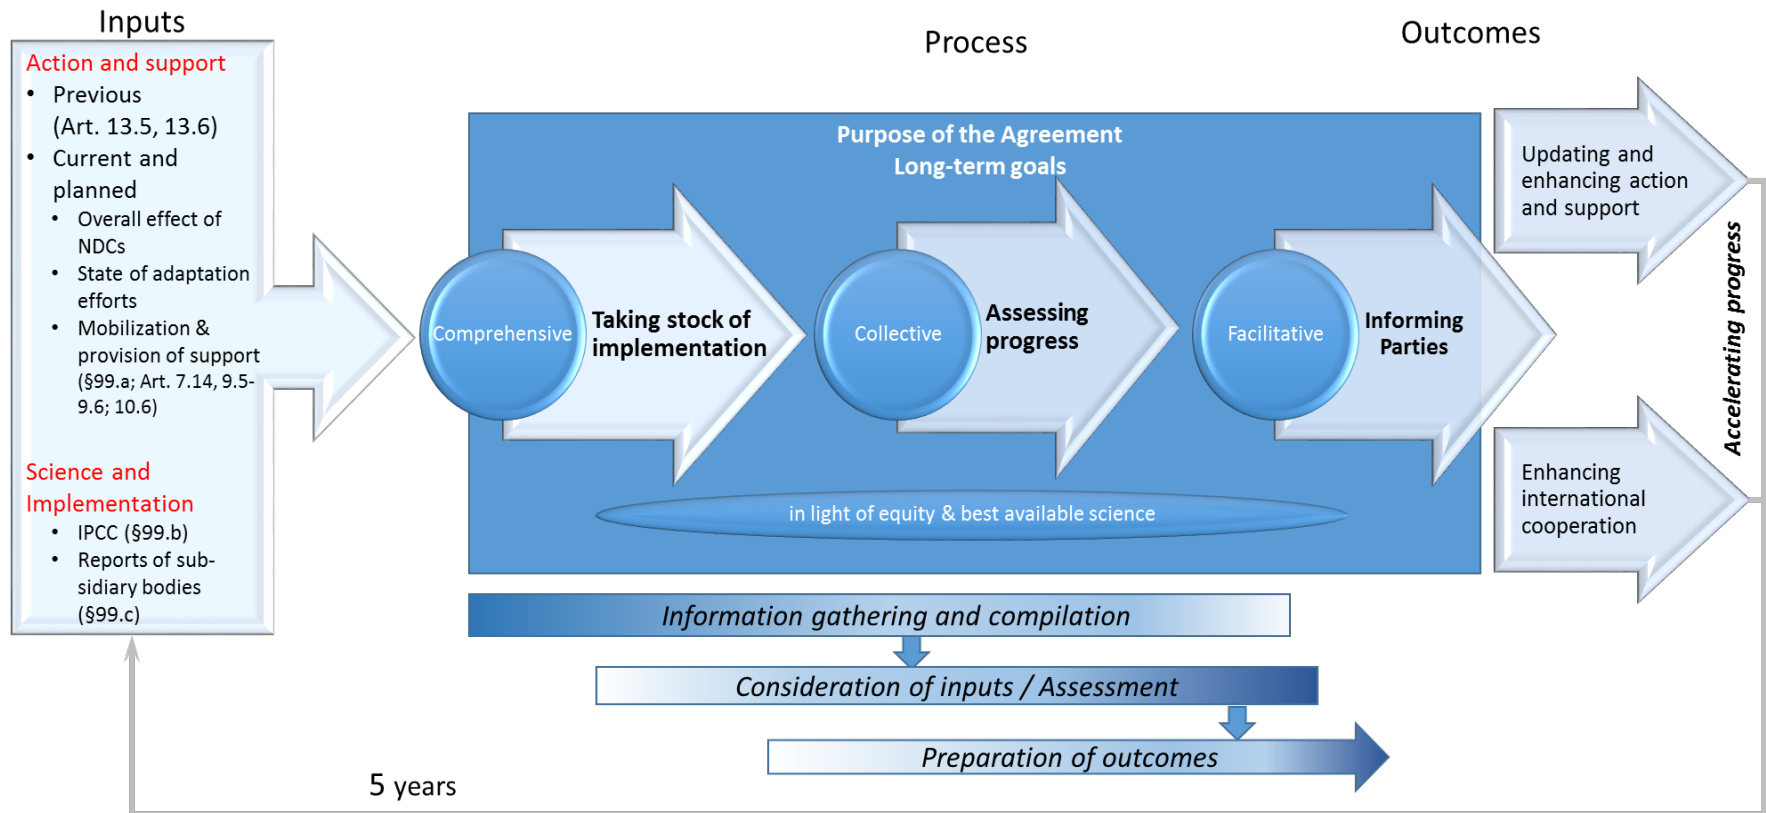 Inputs
Process
Outcomes
Action and support
• Previous
(Art. 13.5, 13.6)
• Current and
planned
• Overall effect of
NDCs
• State of adaptation
efforts
• Mobilization &
provision of support
(§99.a; Art. 7.14, 9.5-
9.6; 10.6)
Science and
Implementation
• IPCC (§99.b)
• Reports of sub-
sidiary bodies
(§99.c)
Purpose of the Agreement
Long-term goals
Comprehensive
Taking stock of
implementation
Collective
Assessing
progress
Facilitative
Informing
Parties
in light of equity & best available science
Updating and
enhancing action
and support
Enhancing
international
cooperation
Accelerating progress
Information gathering and compilation
Consideration of inputs / Assessment
Preparation of outcomes
5 years